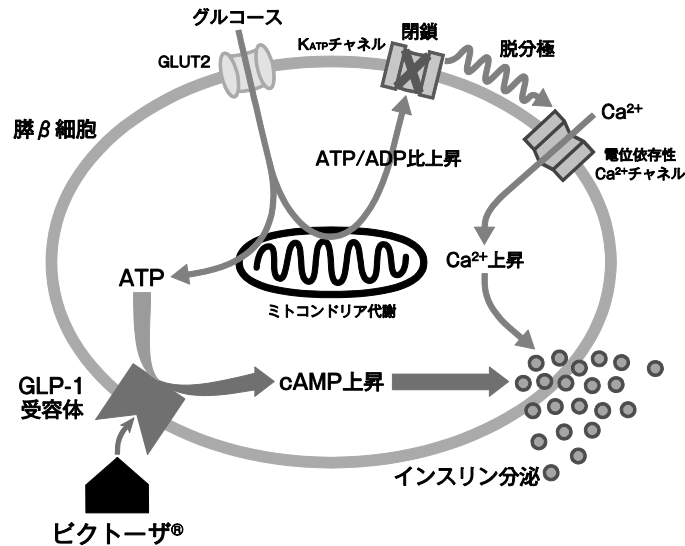 グルコース
GLUT2
KATPチャネル
閉鎖
脱分極
Ca2+
電位依存性
Ca2+チャネル
膵β細胞
ATP/ADP比上昇
Ca2+上昇
ATP
ミトコンドリア代謝
GLP-1
受容体
cAMP上昇
インスリン分泌
ビクトーザ®